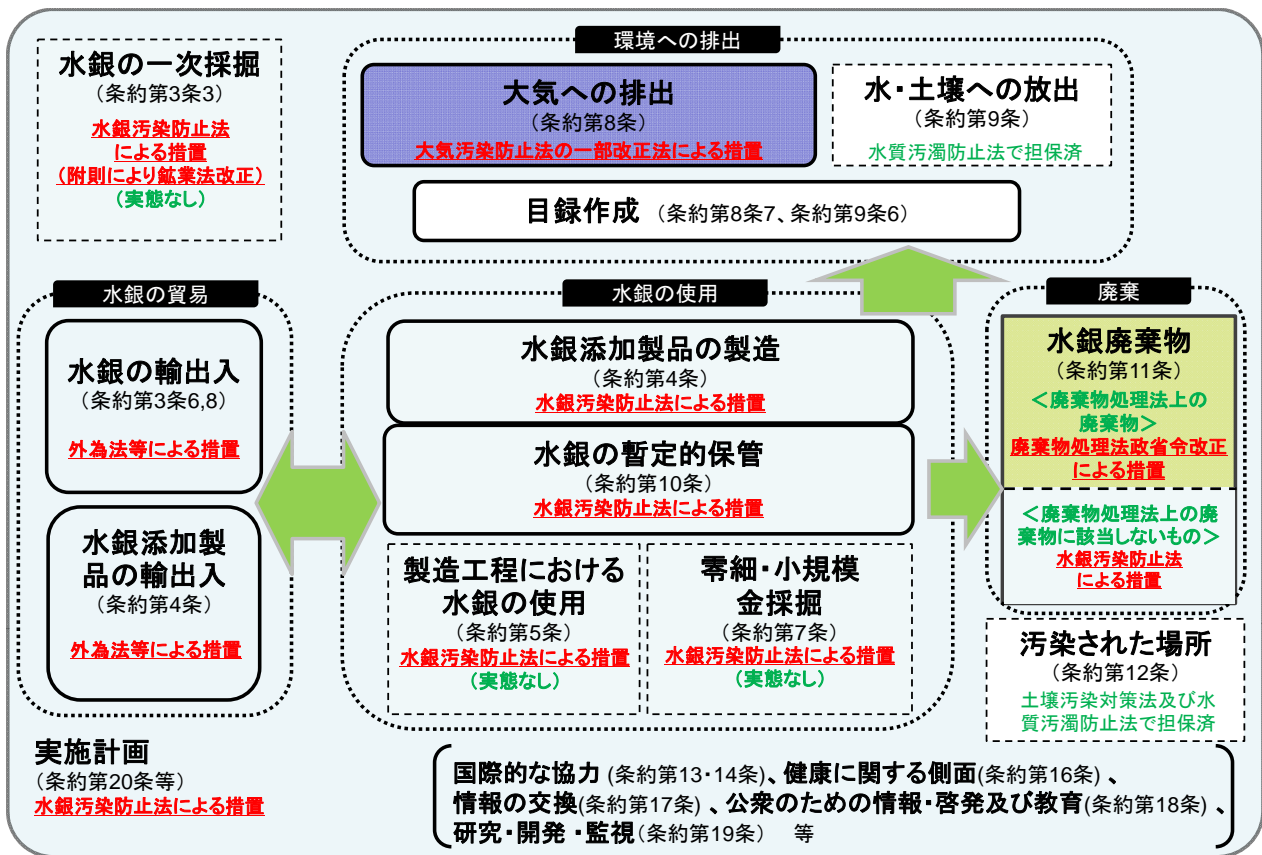 水銀の一次採掘
(条約第3条3)
水銀汚染防止法
による措置
(附則により鉱業法改正)
(実態なし)
環境への排出
大気への排出
(条約第8条)
大気汚染防止法の一部改正法による措置
水・土壌への放出
(条約第9条)
水質汚濁防止法で担保済
目録作成 (条約第8条7、条約第9条6)
水銀の貿易
水銀の輸出入
(条約第3条6,8)
外為法等による措置
水銀添加製
品の輸出入
(条約第4条)
外為法等による措置
水銀の使用
水銀添加製品の製造
(条約第4条)
水銀汚染防止法による措置
水銀の暫定的保管
(条約第10条)
水銀汚染防止法による措置
製造工程における
水銀の使用
(条約第5条)
水銀汚染防止法による措置
(実態なし)
零細・小規模
金採掘
(条約第7条)
水銀汚染防止法による措置
(実態なし)
廃棄
水銀廃棄物
(条約第11条)
<廃棄物処理法上の
廃棄物>
廃棄物処理法政省令改正
による措置
<廃棄物処理法上の廃
棄物に該当しないもの>
水銀汚染防止法
による措置
汚染された場所
(条約第12条)
土壌汚染対策法及び水
質汚濁防止法で担保済
実施計画
(条約第20条等)
水銀汚染防止法による措置
国際的な協力 (条約第13・14条)、健康に関する側面(条約第16条) 、
情報の交換(条約第17条) 、公衆のための情報・啓発及び教育(条約第18条) 、
研究・開発・監視(条約第19条) 等